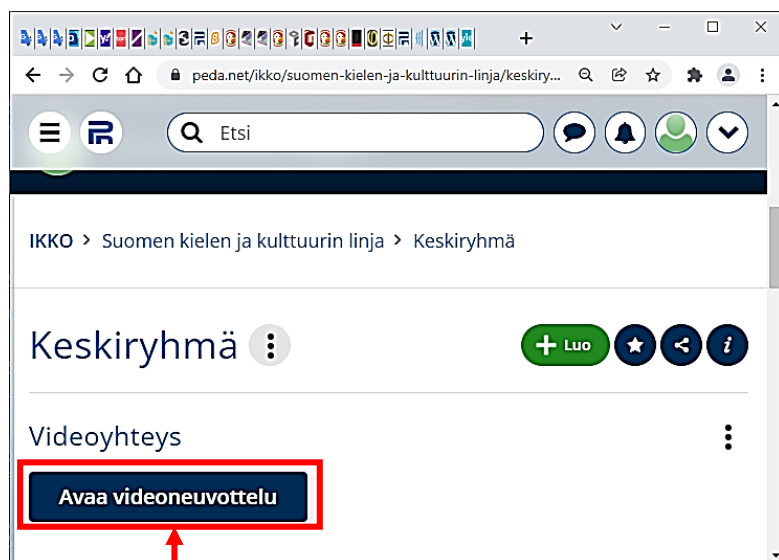 peda.net/ikko/suomen-kielen-ja-kulttuurin-linja/keskiry...
Etsi
IKKO > Suomen kielen ja kulttuurin linja > Keskiryhmä
Keskiryhmä
+ Luo
Videoyhteys
Avaa videoneuvottelu